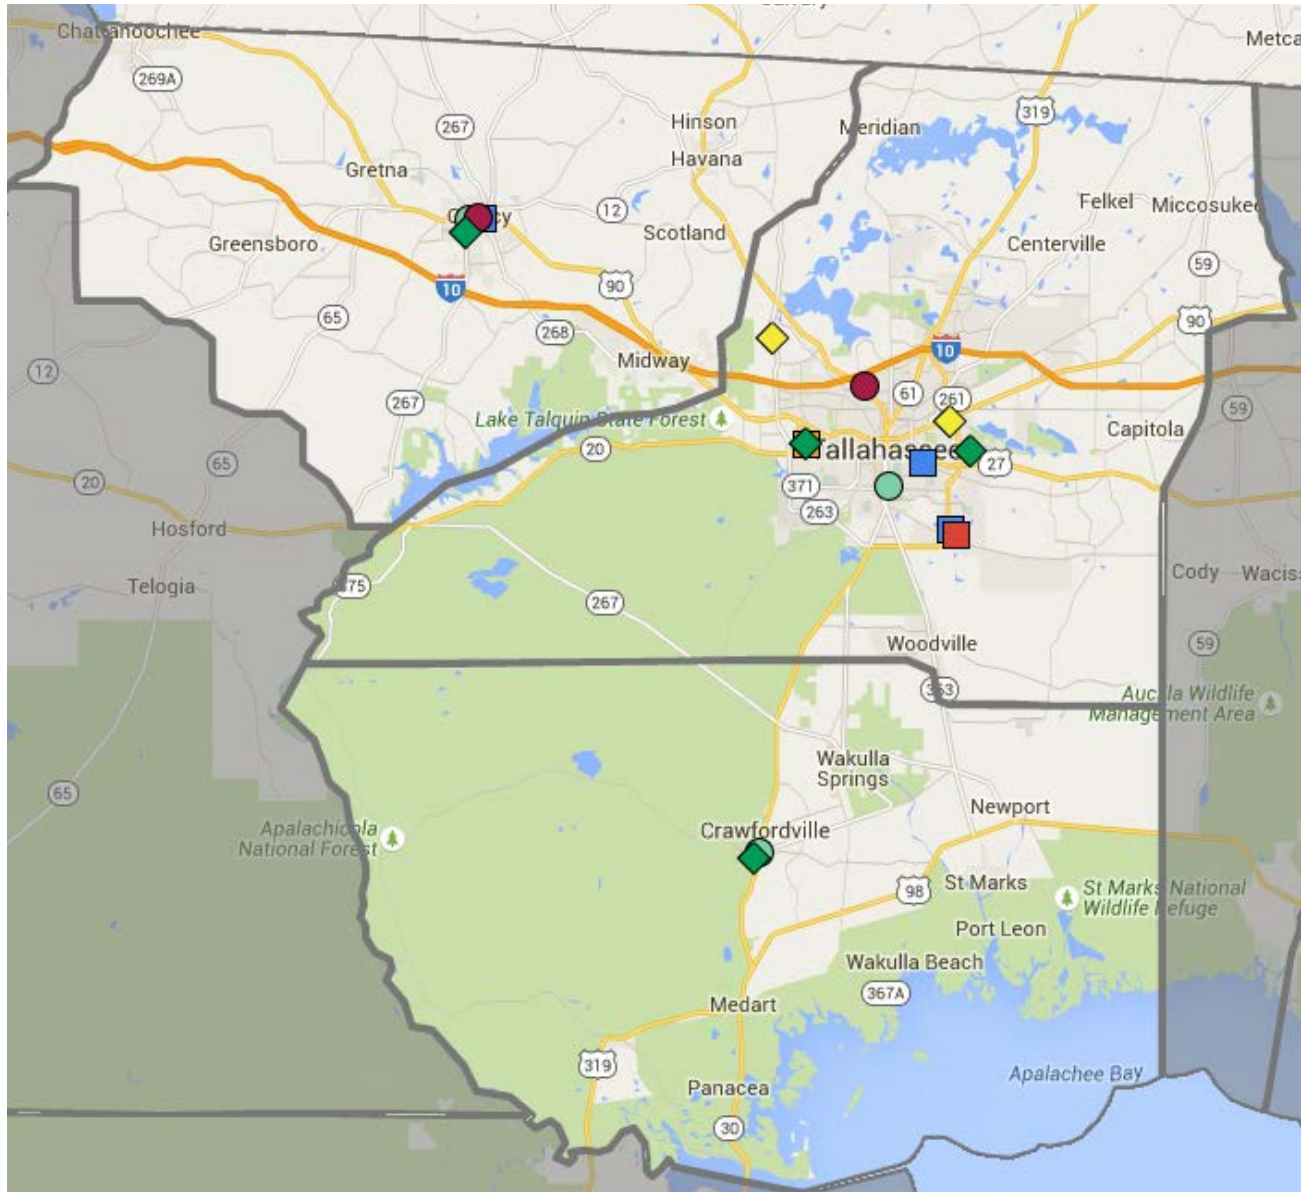 Chattahoochee
Metca
269A
319
267
Hinson
Meridian
Havana
Gretna
12
Felkel
Miccosukee
Scotland
Greensboro
Centerville
59
10
90
65
90
268
10
Midway
12
61
261
267
59
Lake Talquin State Forest
Capitola
20
Tallahassee
27
65
20
371
263
Hosford
Cody
Waciss
Telogia
375
267
59
Woodville
363
Aucilla Wildlife
Management Area
Wakulla
Springs
65
Newport
Apalachicola
National Forest
Crawfordville
98
St Marks
St Marks National
Wildlife Refuge
Port Leon
Wakulla Beach
367A
Medart
319
Apalachee Bay
Panacea
30